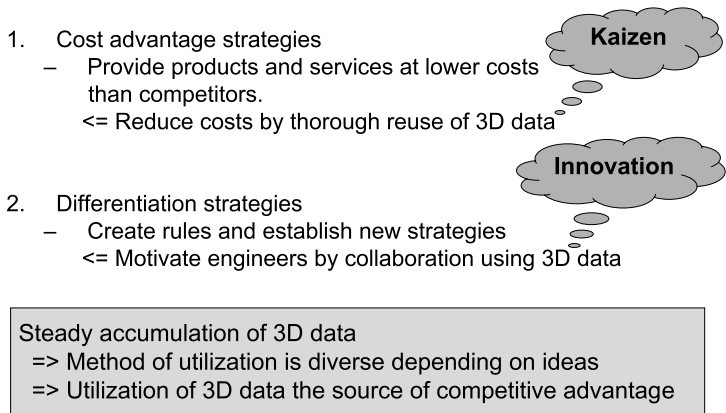 Kaizen
1. Cost advantage strategies
– Provide products and services at lower costs
than competitors.
<= Reduce costs by thorough reuse of 3D data
Innovation
2. Differentiation strategies
– Create rules and establish new strategies
<= Motivate engineers by collaboration using 3D data
Steady accumulation of 3D data
=> Method of utilization is diverse depending on ideas
=> Utilization of 3D data the source of competitive advantage